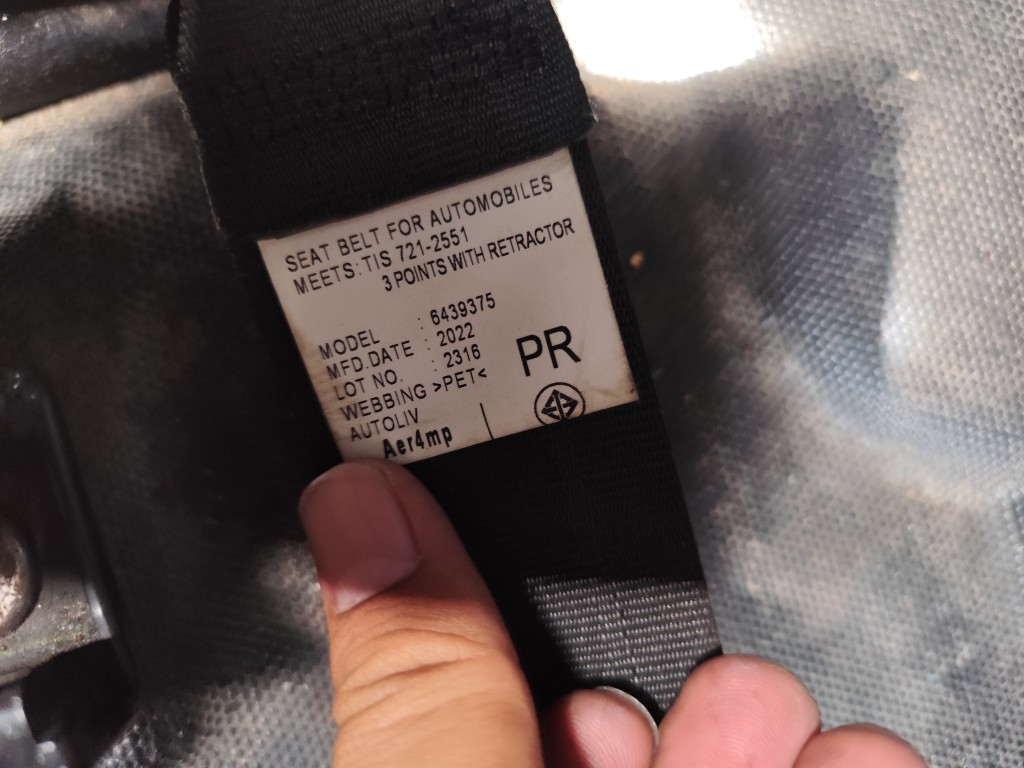 SEAT BELT FOR AUTOMOBILES
MEETS: TIS 721-2551
3 POINTS WITH RETRACTOR
MODEL : 6439375
MFD.DATE : 2022
LOT NO. : 2316
WEBBING >PET<
AUTOLIV
PR
Aer4mp